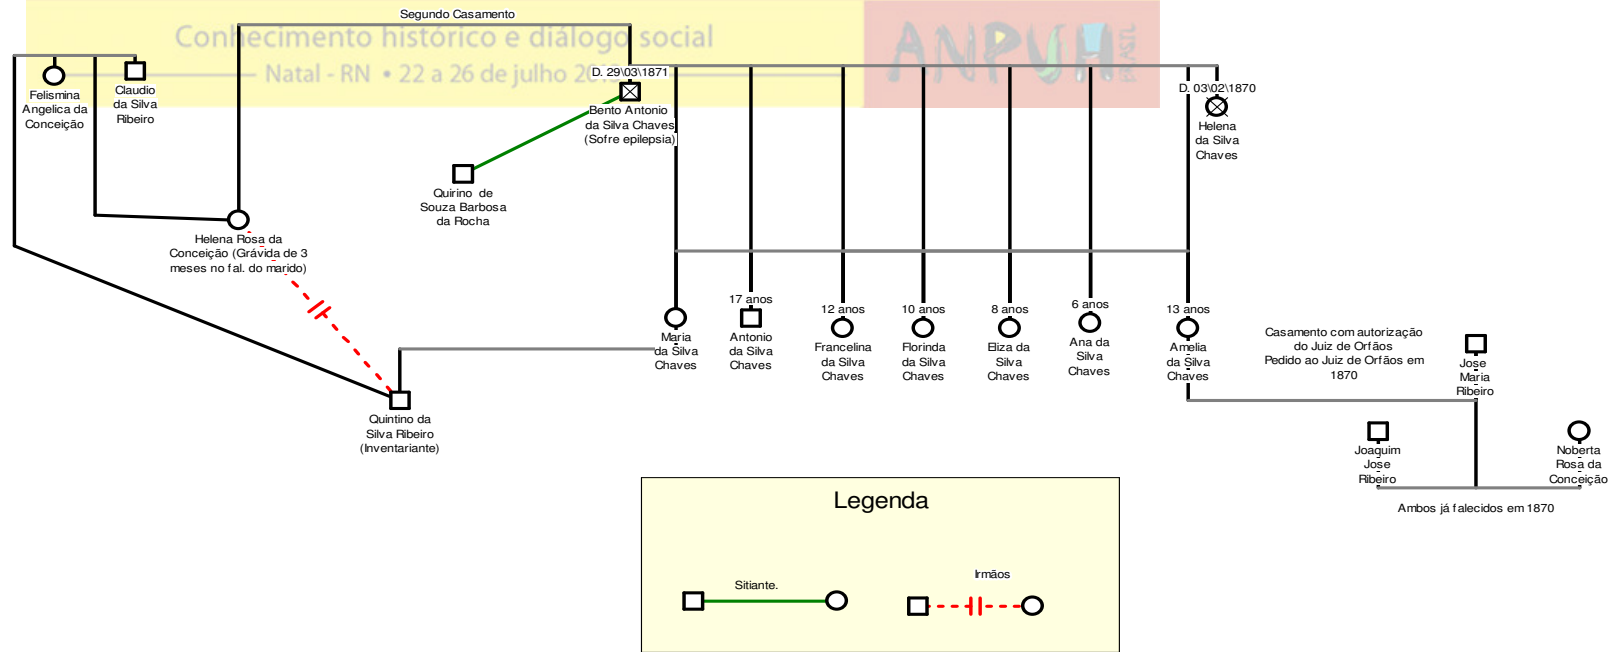 Segundo Casamento
Conhecimento histórico e diálogo social
Natal - RN • 22 a 26 de julho
ANPUH
BRASIL
D. 29\03\1871
D. 03\02\1870
Felismina
Angelica da
Conceição
Claudio
da Silva
Ribeiro
Bento Antonio
da Silva Chaves
(Sofre epilepsia)
Helena
da Silva
Chaves
Quirino de
Souza Barbosa
da Rocha
Helena Rosa da
Conceição (Grávida de 3
meses no fal. do marido)
Maria
da Silva
Chaves
17 anos
Antonio
da Silva
Chaves
12 anos
Francelina
da Silva
Chaves
10 anos
Florinda
da Silva
Chaves
8 anos
Eliza da
Silva
Chaves
6 anos
Ana da
Silva
Chaves
13 anos
Amelia
da Silva
Chaves
Casamento com autorização
do Juiz de Orfãos
Pedido ao Juiz de Orfãos em
1870
Jose
Maria
Ribeiro
Quintino da
Silva Ribeiro
(Inventariante)
Joaquim
Jose
Ribeiro
Noberta
Rosa da
Conceição
Ambos já falecidos em 1870
Legenda
Sitiante.
Irmãos